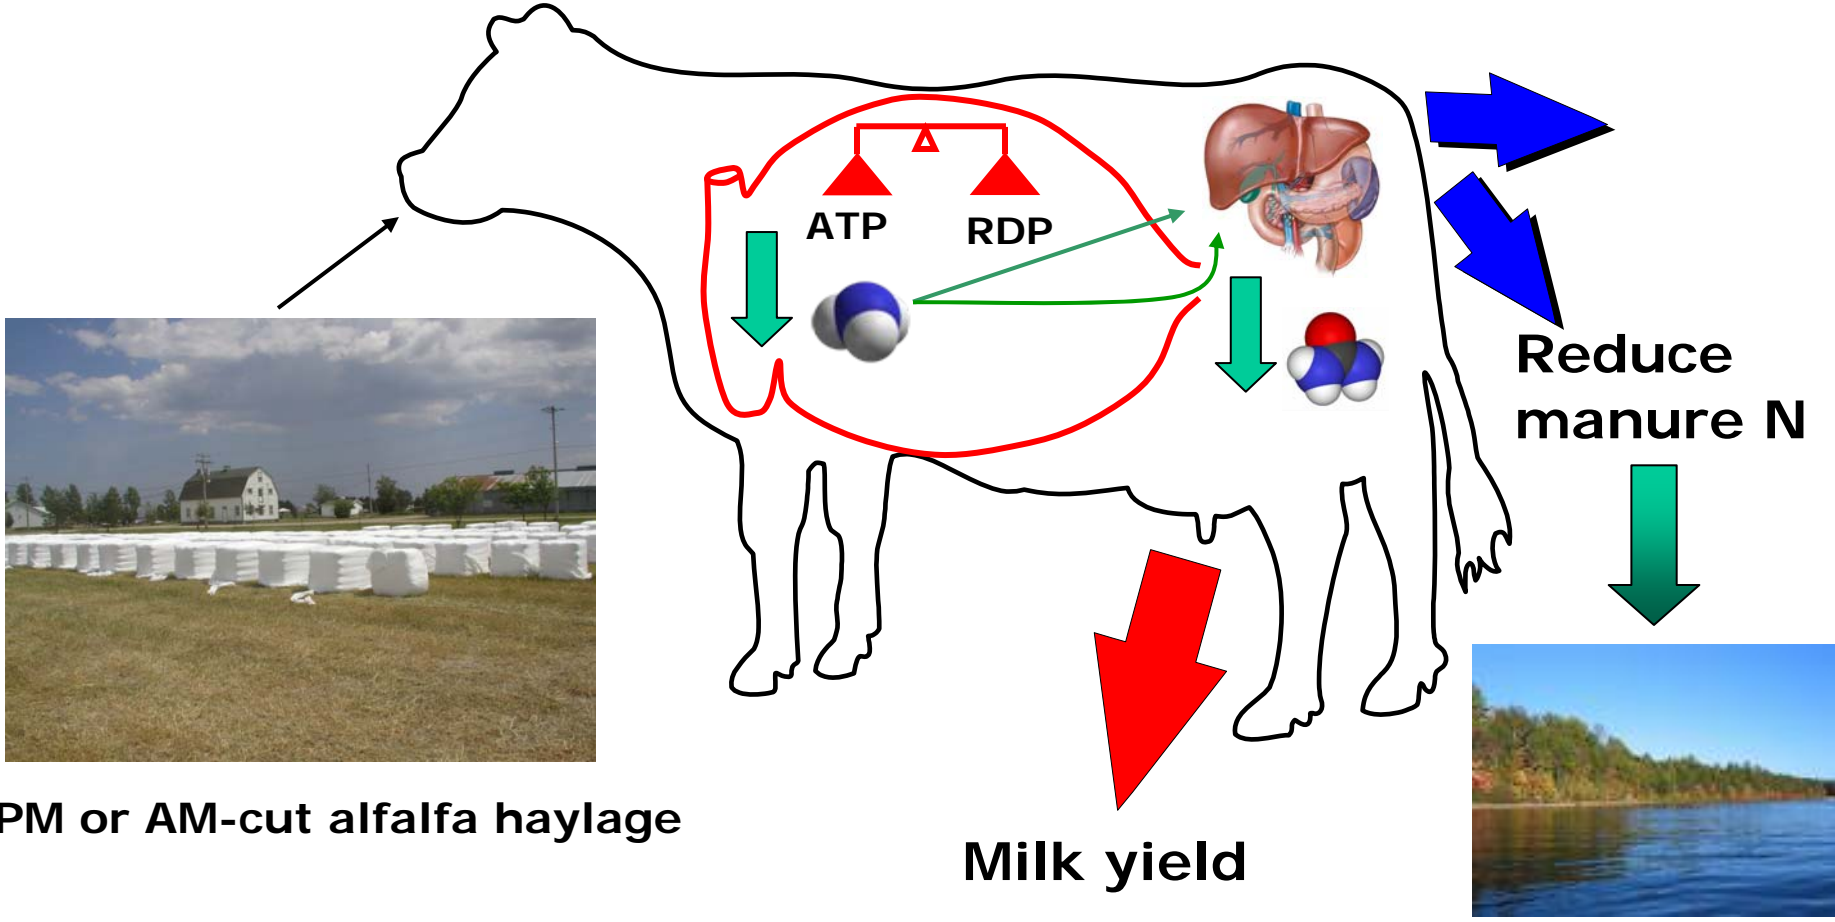 ATP
RDP
Reduce
manure N
PM or AM-cut alfalfa haylage
Milk yield